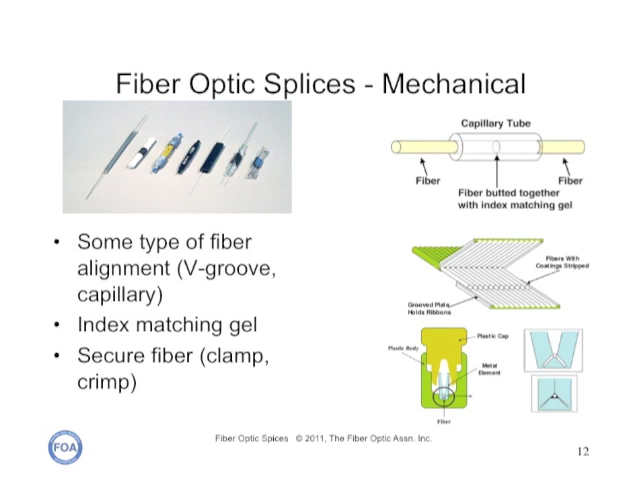 Fiber Optic Splices - Mechanical
Capillary Tube
Fiber
Fiber
Fiber butted together
with index matching gel
• Some type of fiber
alignment (V-groove,
capillary)
• Index matching gel
• Secure fiber (clamp,
crimp)
Fibers With
Coatings Stripped
Grooved Plate
Holds Ribbons
Plastic Cap
Plastic Body
Metal
Element
Fiber
FOA
Fiber Optic Spices © 2011, The Fiber Optic Assn. Inc.
12